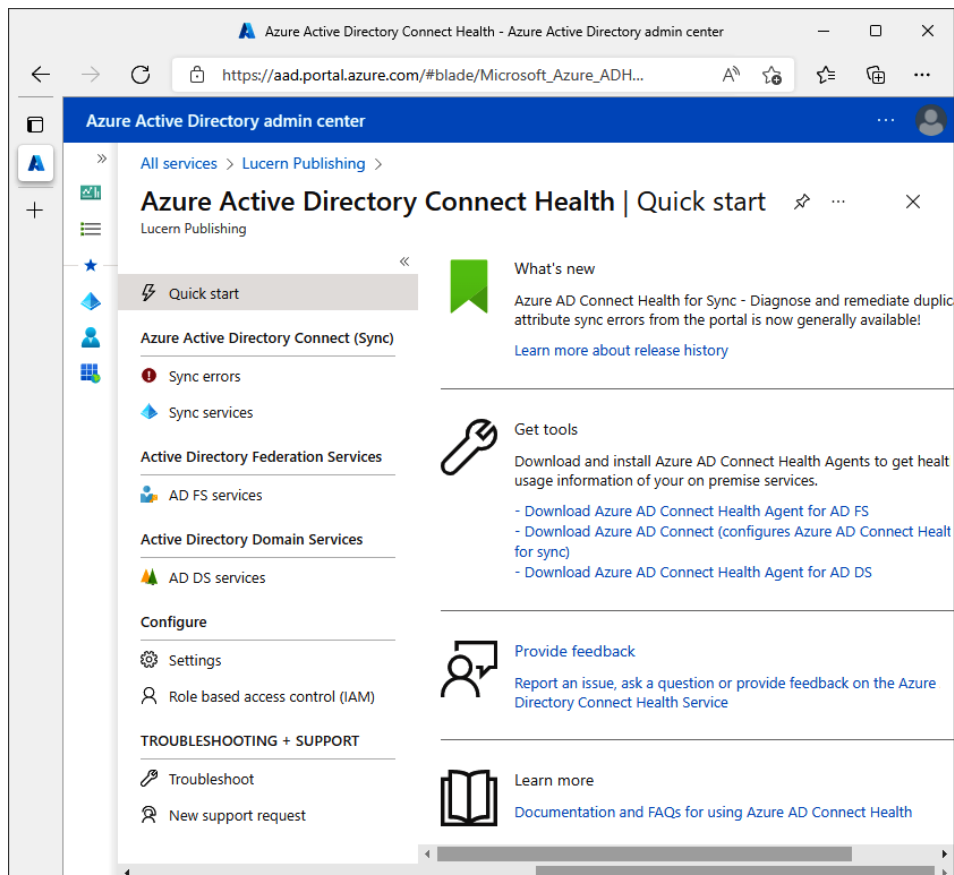 Azure Active Directory Connect Health - Azure Active Directory admin center
https://aad.portal.azure.com/#blade/Microsoft_Azure_ADH...
Azure Active Directory admin center
All services > Lucern Publishing >
Azure Active Directory Connect Health | Quick start
Lucern Publishing
Quick start
Azure Active Directory Connect (Sync)
Sync errors
Sync services
Active Directory Federation Services
AD FS services
Active Directory Domain Services
AD DS services
Configure
Settings
Role based access control (IAM)
TROUBLESHOOTING + SUPPORT
Troubleshoot
New support request
What's new
Azure AD Connect Health for Sync - Diagnose and remediate duplica
attribute sync errors from the portal is now generally available!
Learn more about release history
Get tools
Download and install Azure AD Connect Health Agents to get healt
usage information of your on premise services.
- Download Azure AD Connect Health Agent for AD FS
- Download Azure AD Connect (configures Azure AD Connect Healt
for sync)
- Download Azure AD Connect Health Agent for AD DS
Provide feedback
Report an issue, ask a question or provide feedback on the Azure
Directory Connect Health Service
Learn more
Documentation and FAQs for using Azure AD Connect Health